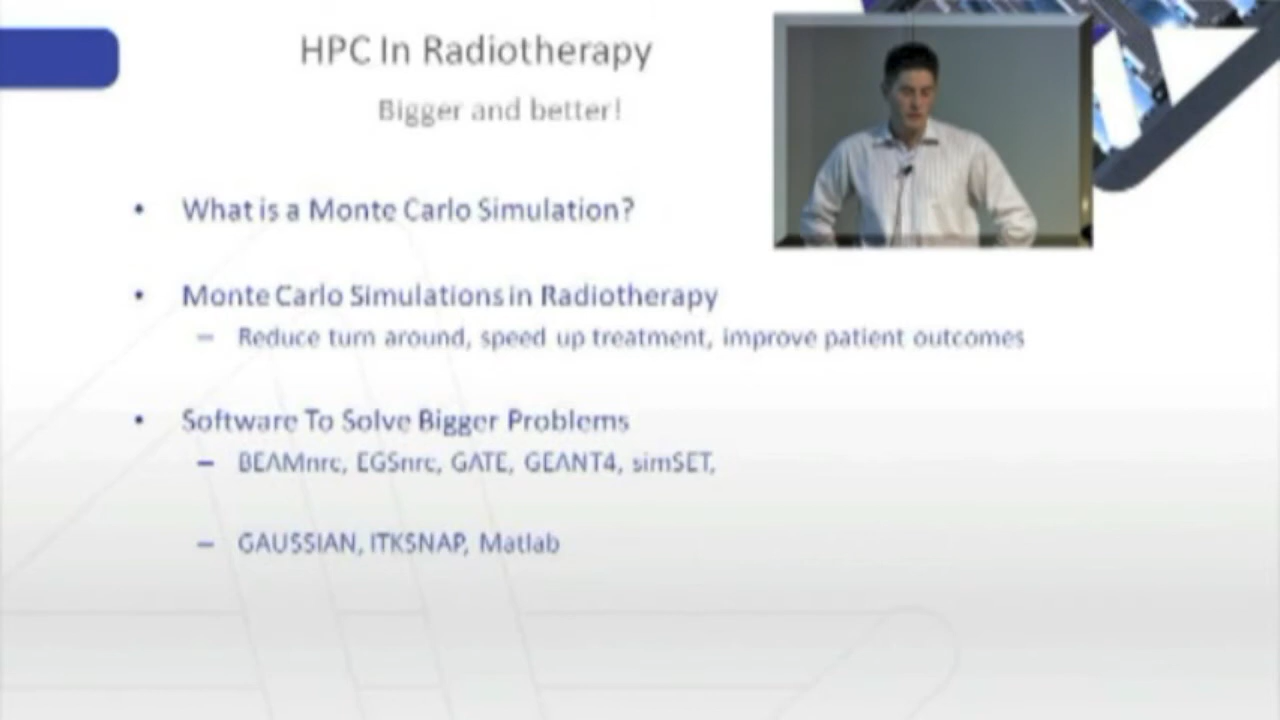 HPC In Radiotherapy
Bigger and better!
• What is a Monte Carlo Simulation?
• Monte Carlo Simulations in Radiotherapy
– Reduce turn around, speed up treatment, improve patient outcomes
• Software To Solve Bigger Problems
– BEAMnrc, EGSnrc, GATE, GEANT4, simSET,
– GAUSSIAN, ITKSNAP, Matlab